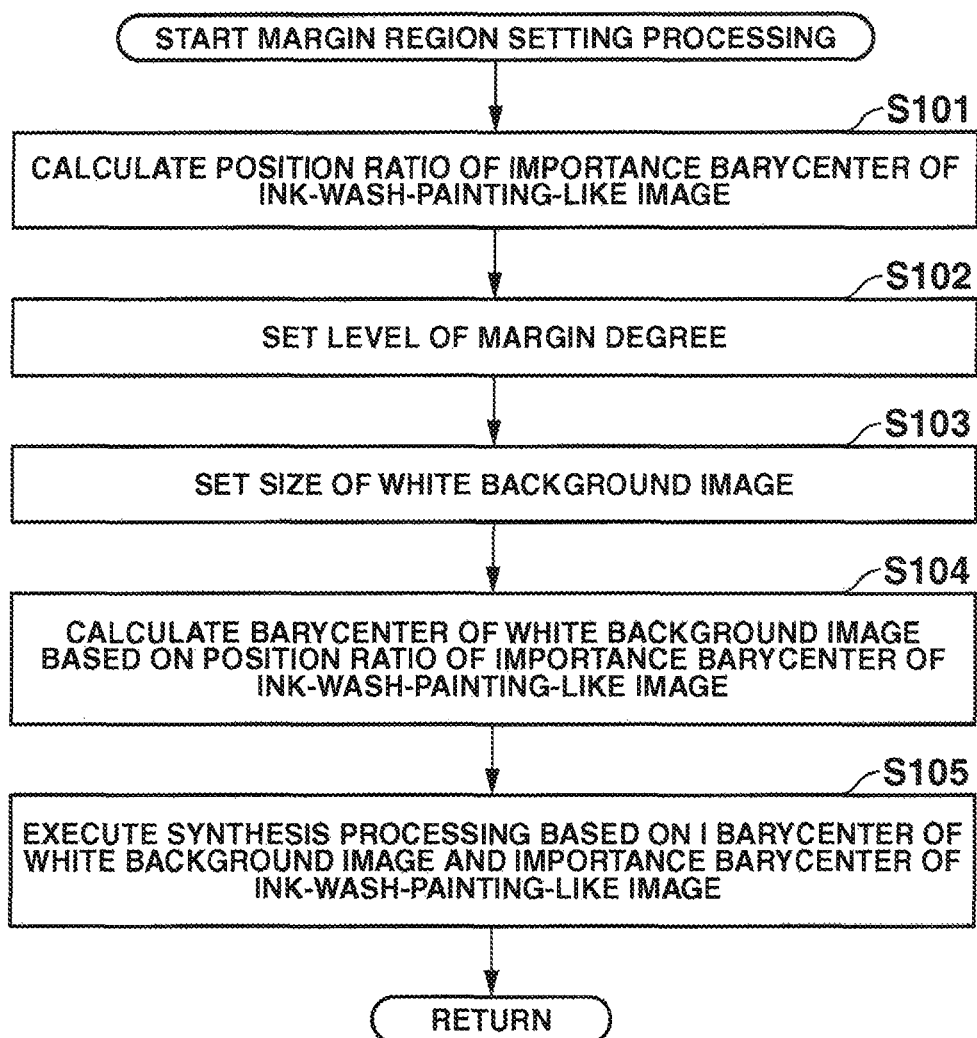 START MARGIN REGION SETTING PROCESSING
S101
CALCULATE POSITION RATIO OF IMPORTANCE BARYCENTER OF
INK-WASH-PAINTING-LIKE IMAGE
S102
SET LEVEL OF MARGIN DEGREE
S103
SET SIZE OF WHITE BACKGROUND IMAGE
S104
CALCULATE BARYCENTER OF WHITE BACKGROUND IMAGE
BASED ON POSITION RATIO OF IMPORTANCE BARYCENTER OF
INK-WASH-PAINTING-LIKE IMAGE
S105
EXECUTE SYNTHESIS PROCESSING BASED ON I BARYCENTER OF
WHITE BACKGROUND IMAGE AND IMPORTANCE BARYCENTER OF
INK-WASH-PAINTING-LIKE IMAGE
RETURN